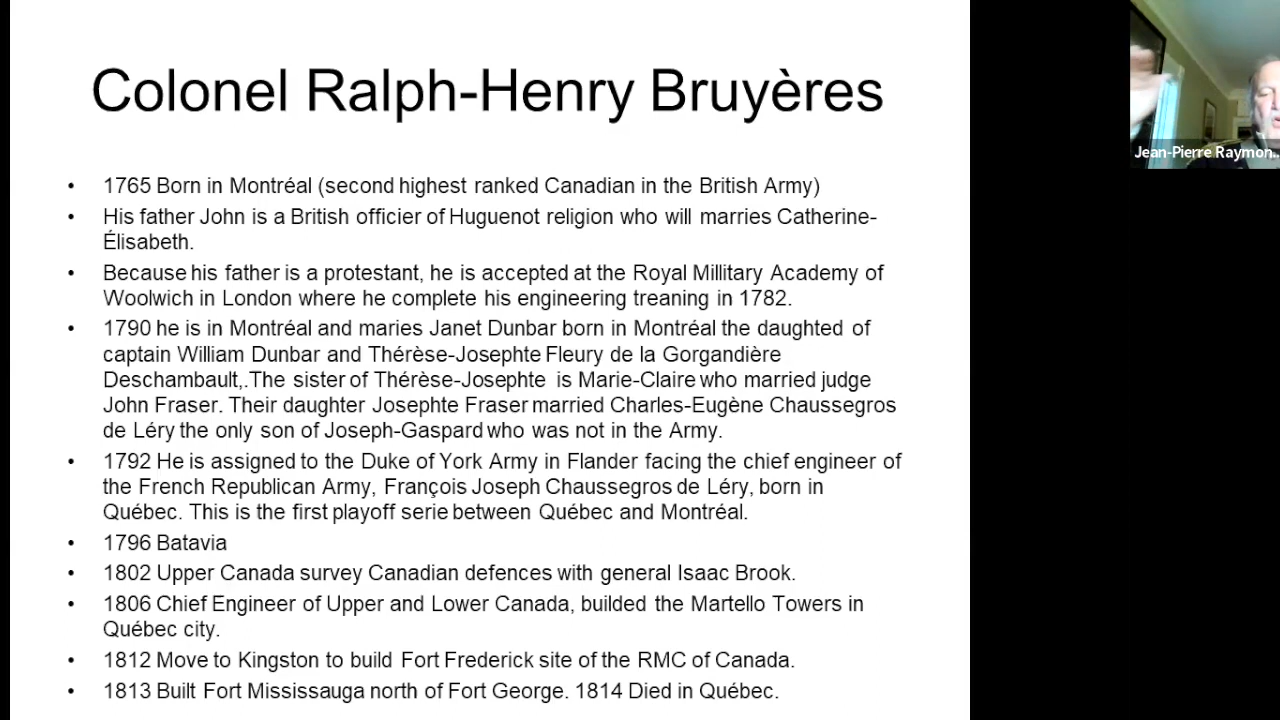 Colonel Ralph-Henry Bruyères
• 1765 Born in Montréal (second highest ranked Canadian in the British Army)
• His father John is a British officier of Huguenot religion who will marries Catherine-
Élisabeth.
• Because his father is a protestant, he is accepted at the Royal Millitary Academy of
Woolwich in London where he complete his engineering treaning in 1782.
• 1790 he is in Montréal and maries Janet Dunbar born in Montréal the daughted of
captain William Dunbar and Thérèse-Josephte Fleury de la Gorgandière
Deschambault,.The sister of Thérèse-Josephte is Marie-Claire who married judge
John Fraser. Their daughter Josephte Fraser married Charles-Eugène Chaussegros
de Léry the only son of Joseph-Gaspard who was not in the Army.
• 1792 He is assigned to the Duke of York Army in Flander facing the chief engineer of
the French Republican Army, François Joseph Chaussegros de Léry, born in
Québec. This is the first playoff serie between Québec and Montréal.
• 1796 Batavia
• 1802 Upper Canada survey Canadian defences with general Isaac Brook.
• 1806 Chief Engineer of Upper and Lower Canada, builded the Martello Towers in
Québec city.
• 1812 Move to Kingston to build Fort Frederick site of the RMC of Canada.
• 1813 Built Fort Mississauga north of Fort George. 1814 Died in Québec.
Jean-Pierre Raymon...